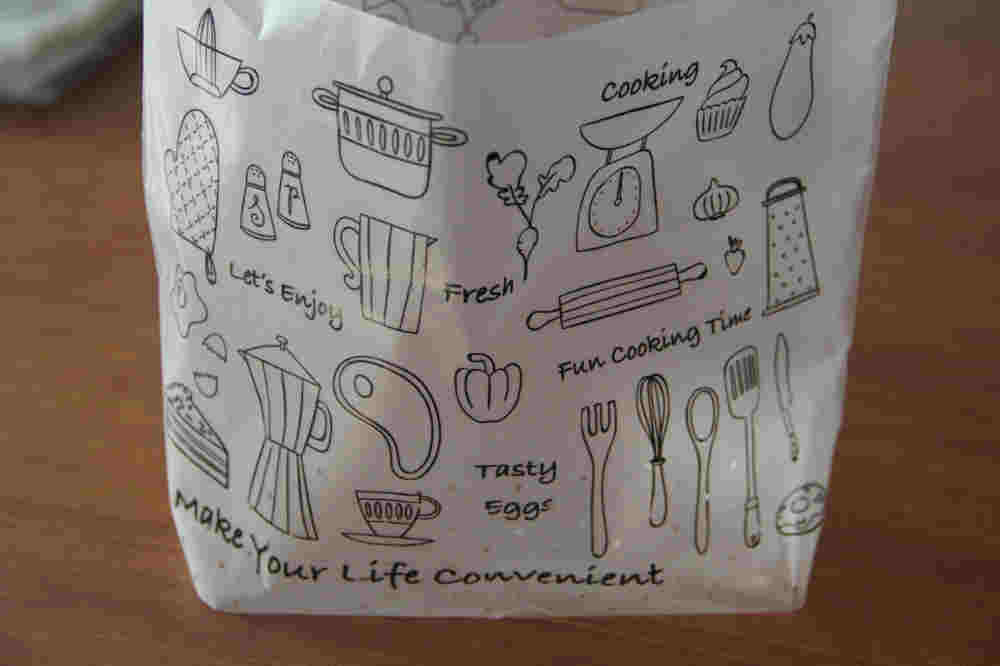 Cooking
S
P
Let's Enjoy
Fresh
Fun Cooking Time
Tasty
Eggs
Make Your Life Convenient